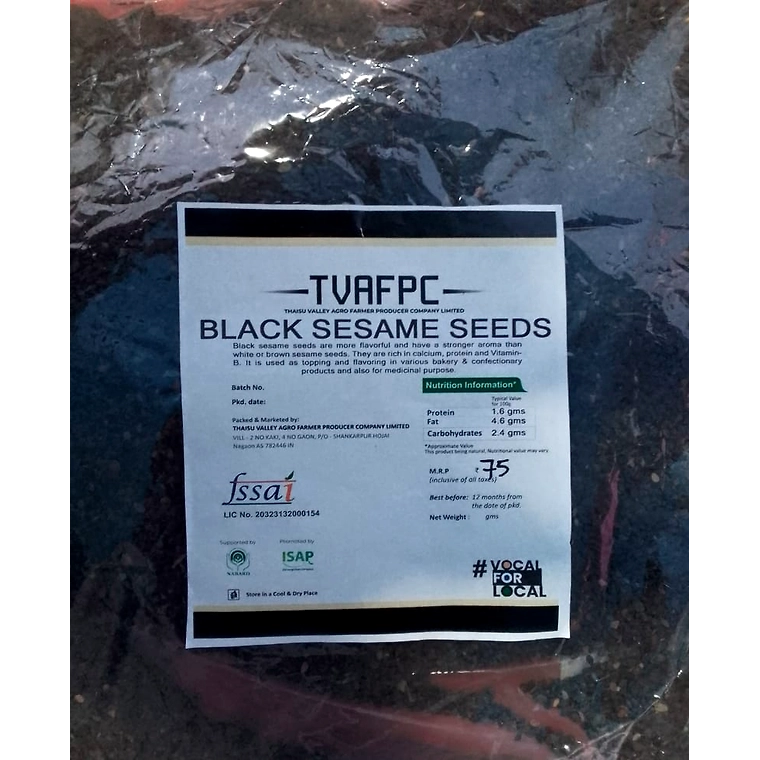 TVAFPC
THAISU VALLEY AGRO FARMER PRODUCER COMPANY LIMITED
BLACK SESAME SEEDS
Black sesame seeds are more flavorful and have a stronger aroma than
white or brown sesame seeds. They are rich in calcium, protein and Vitamin-
B. It is used as topping and flavoring in various bakery & confectionary
products and also for medicinal purpose.
Batch No.
Pkd. date:
Packed & Marketed by:
THAISU VALLEY AGRO FARMER PRODUCER COMPANY LIMITED
VILL - 2 NO KAKI, 4 NO GAON, P/O - SHANKARPUR HOJAI
Nagaon AS 782446 IN
Nutrition Information*
Typical Value
for 100g
Protein 1.6 gms
Fat 4.6 gms
Carbohydrates 2.4 gms
*Approximate Value
This product being natural, Nutritional value may very
M.R.P ₹ 75
(inclusive of all taxes)
Best before: 12 months from
the date of pkd.
Net Weight : gms
fssai
LIC No. 20323132000154
Supported by
NABARD
Promoted by
ISAP
Store in a Cool & Dry Place
#VOCAL
FOR
LOCAL